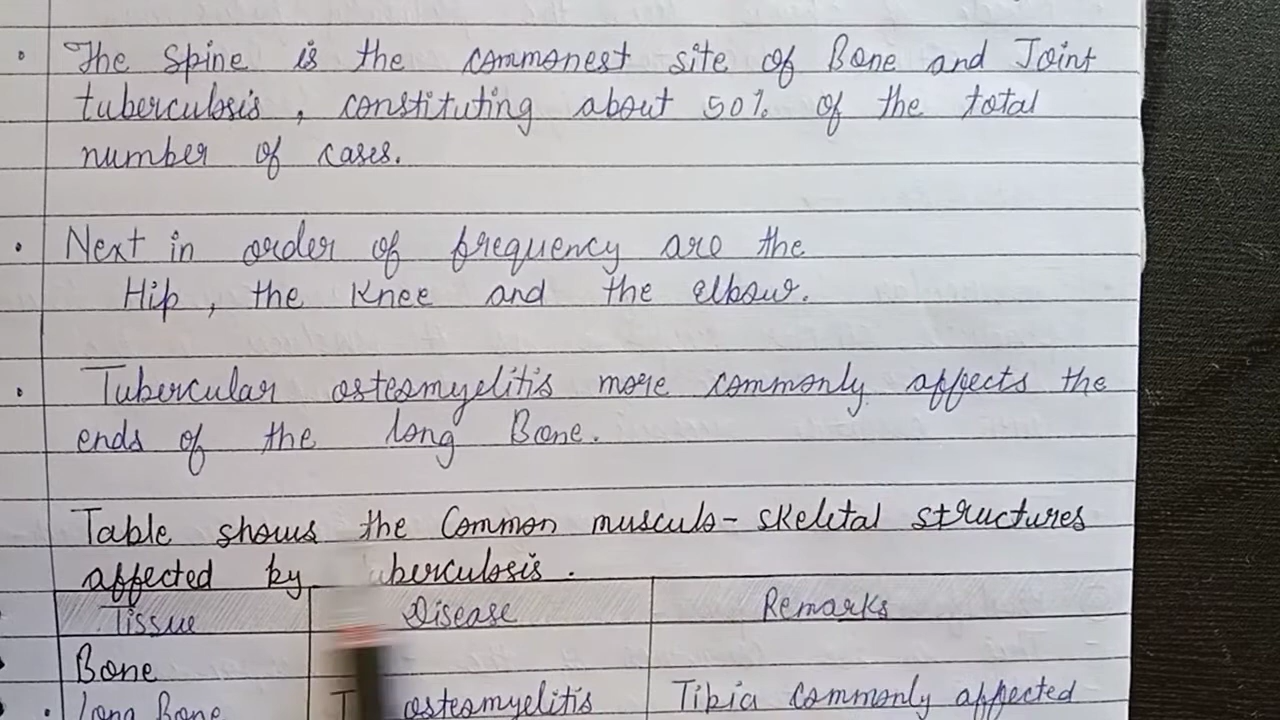 The Spine is the commonest site of Bone and Joint
tuberculosis, constituting about 50% of the total
number of cases.
Next in order of frequency are the
Hip, the Knee and the elbow.
Tubercular osteomyelitis more commonly affects the
ends of the long Bone.
Table shows the Common musculo-skeletal structures
affected by uberculosis.
Tissue Disease Remarks
Bone
Long Bone T osteomyelitis Tibia commonly affected